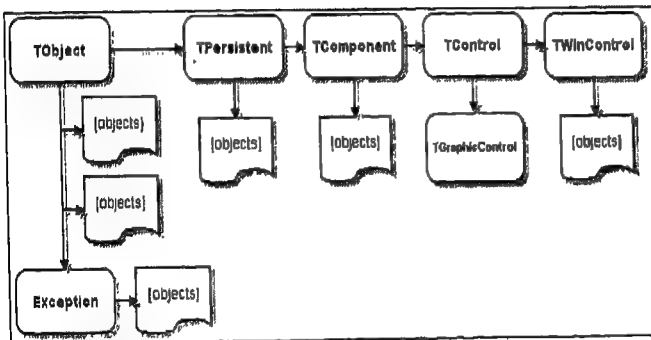 TObject
TPersistent
TComponent
TControl
TWinControl
[objects]
[objects]
[objects]
TGraphicControl
[objects]
[objects]
Exception
[objects]